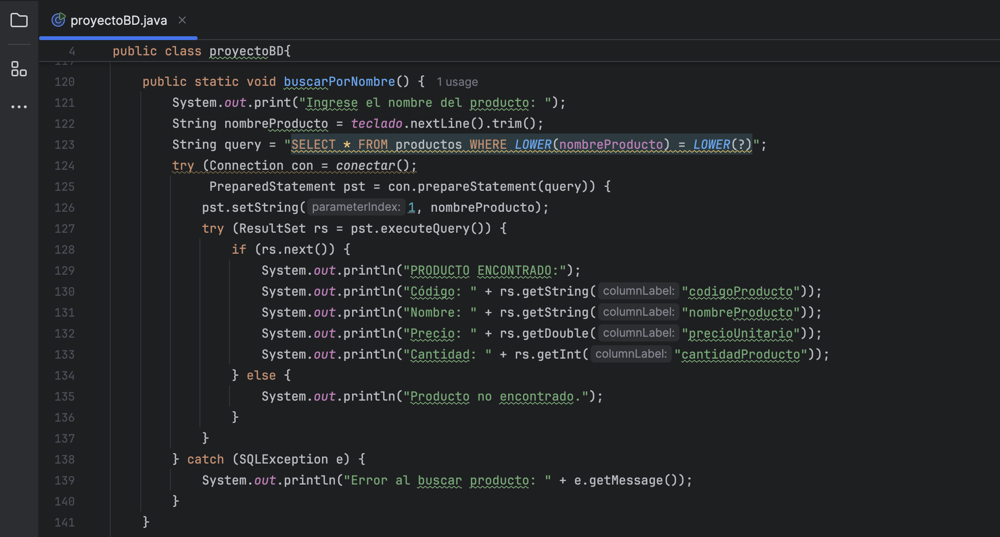 proyectoBD.java
4 public class proyectoBD{
119
120 public static void buscarPorNombre() { 1 usage
121 System.out.print("Ingrese el nombre del producto: ");
122 String nombreProducto = teclado.nextLine().trim();
123 String query = "SELECT * FROM productos WHERE LOWER(nombreProducto) = LOWER(?)";
124 try (Connection con = conectar();
125 PreparedStatement pst = con.prepareStatement(query)) {
126 pst.setString( parameterIndex: 1, nombreProducto);
127 try (ResultSet rs = pst.executeQuery()) {
128 if (rs.next()) {
129 System.out.println("PRODUCTO ENCONTRADO:");
130 System.out.println("Código: " + rs.getString( columnLabel: "codigoProducto"));
131 System.out.println("Nombre: " + rs.getString( columnLabel: "nombreProducto"));
132 System.out.println("Precio: " + rs.getDouble( columnLabel: "precioUnitario"));
133 System.out.println("Cantidad: " + rs.getInt( columnLabel: "cantidadProducto"));
134 } else {
135 System.out.println("Producto no encontrado.");
136 }
137 }
138 } catch (SQLException e) {
139 System.out.println("Error al buscar producto: " + e.getMessage());
140 }
141 }